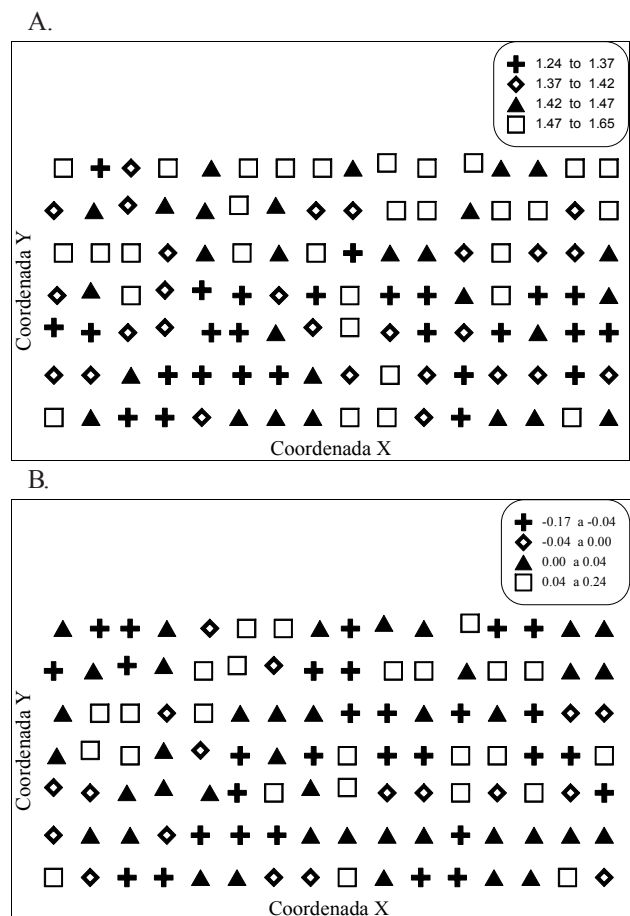 A.
1.24 to 1.37
1.37 to 1.42
1.42 to 1.47
1.47 to 1.65
Coordenada Y
Coordenada X
B.
-0.17 a -0.04
-0.04 a 0.00
0.00 a 0.04
0.04 a 0.24
Coordenada Y
Coordenada X